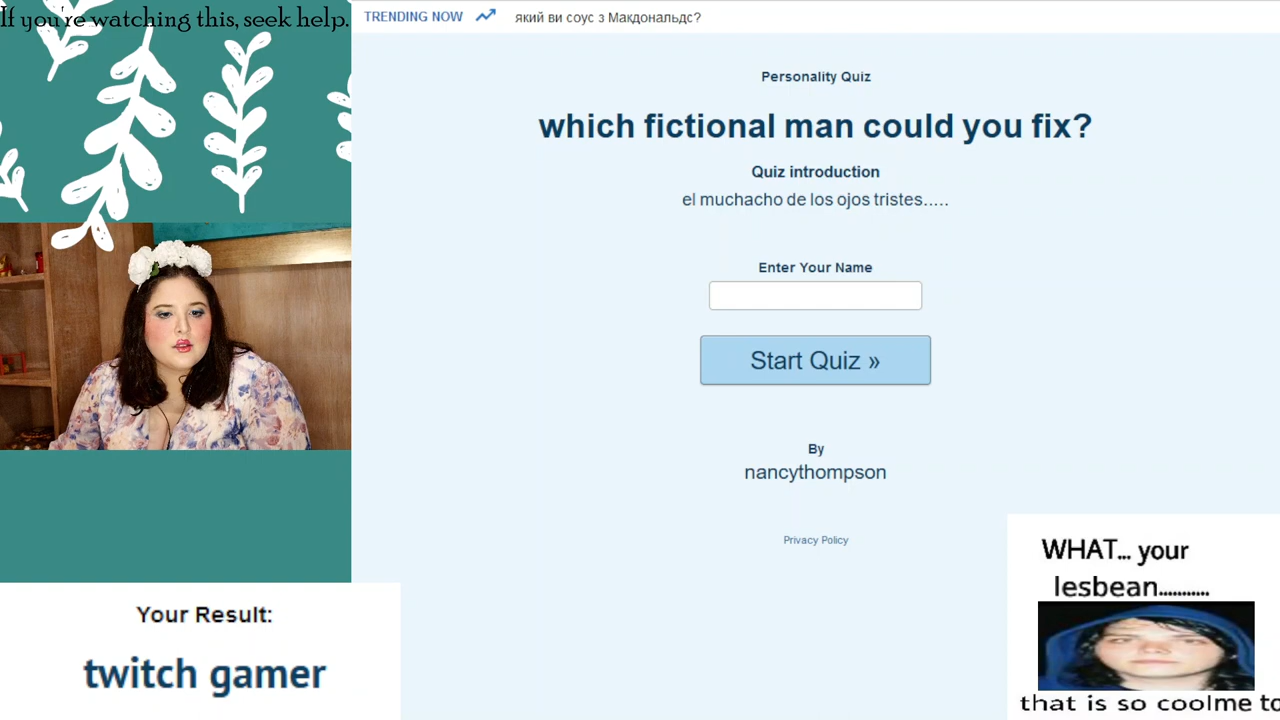 If you're watching this, seek help.
TRENDING NOW
який ви соус з Макдональдс?
Personality Quiz
which fictional man could you fix?
Quiz introduction
el muchacho de los ojos tristes.....
Enter Your Name
Start Quiz »
By
nancythompson
Privacy Policy
Your Result:
twitch gamer
WHAT... your
lesbean...........
that is so coolme to